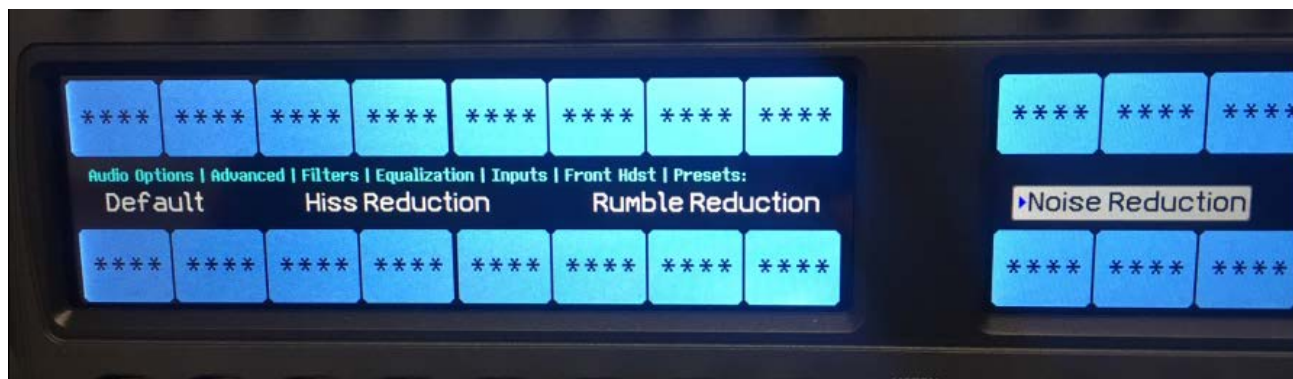 **** **** **** **** **** **** **** ****
Audio Options | Advanced | Filters | Equalization | Inputs | Front Hdst | Presets:
Default Hiss Reduction Rumble Reduction
**** **** **** **** **** **** **** ****
**** **** ****
▸Noise Reduction
**** **** ****